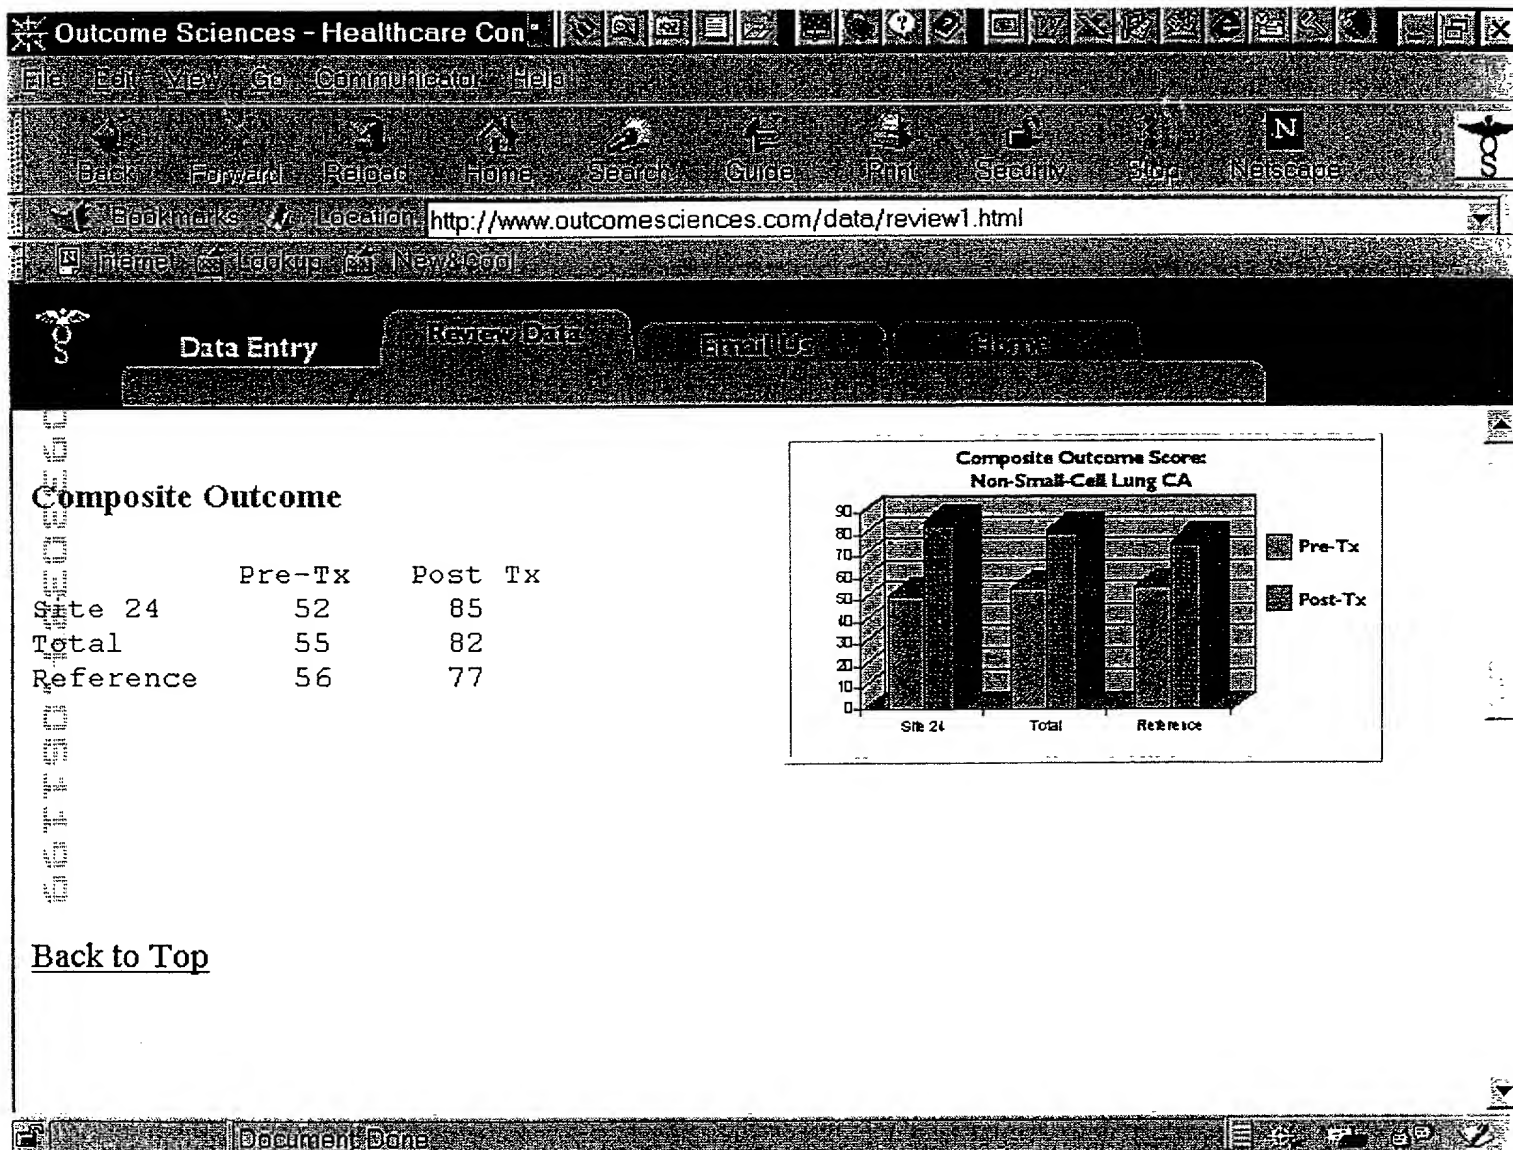 Outcome Sciences - Healthcare Con
File Edit View Go Communicator Help
Back Forward Reload Home Search Guide Print Security Stop Netscape
N
Bookmarks Location http://www.outcomesciences.com/data/review1.html
Internet Lookup New&Cool
Data Entry Review Data Email Us Home
Composite Outcome
Pre-Tx Post Tx
Site 24 52 85
Total 55 82
Reference 56 77
Composite Outcome Score:
Non-Small-Cell Lung CA
90
80
70
60
50
40
30
20
10
0
Site 24 Total Reference
Pre-Tx
Post-Tx
Back to Top
Document Done